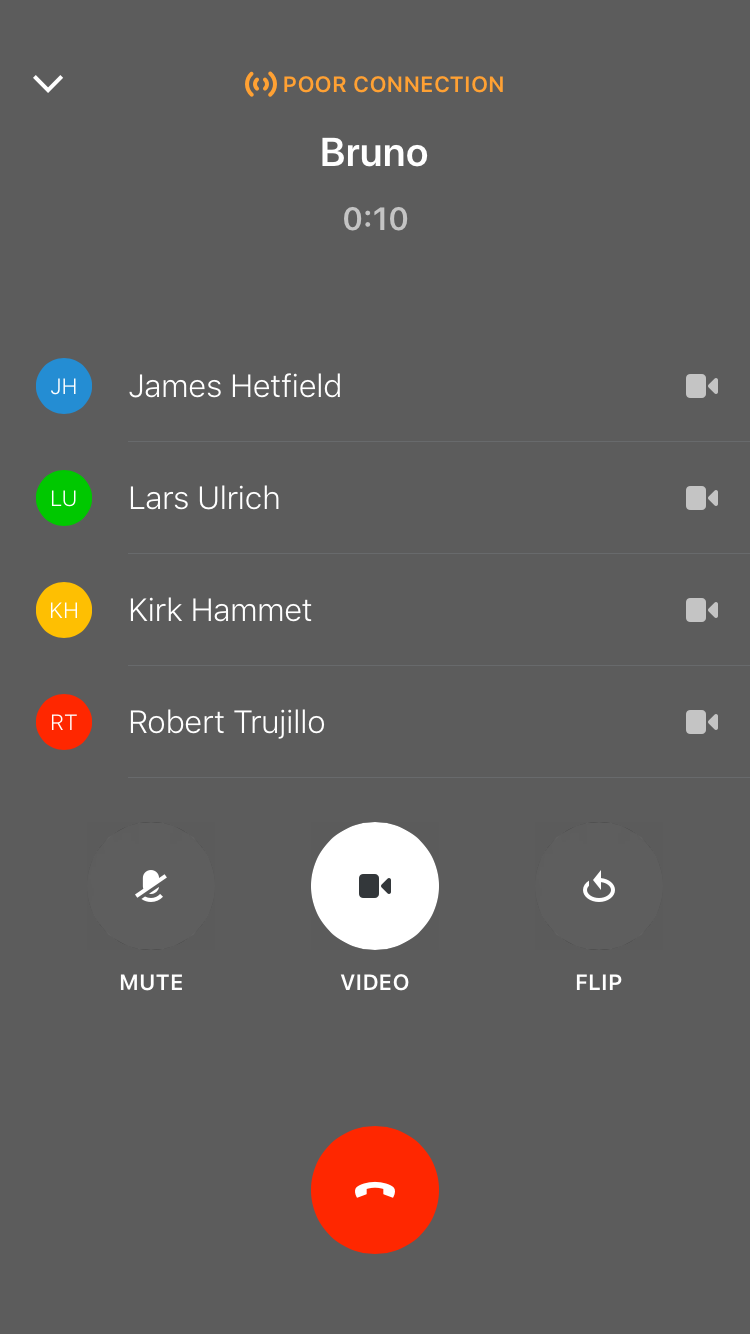 POOR CONNECTION
Bruno
0:10
JH James Hetfield
LU Lars Ulrich
KH Kirk Hammet
RT Robert Trujillo
MUTE VIDEO FLIP